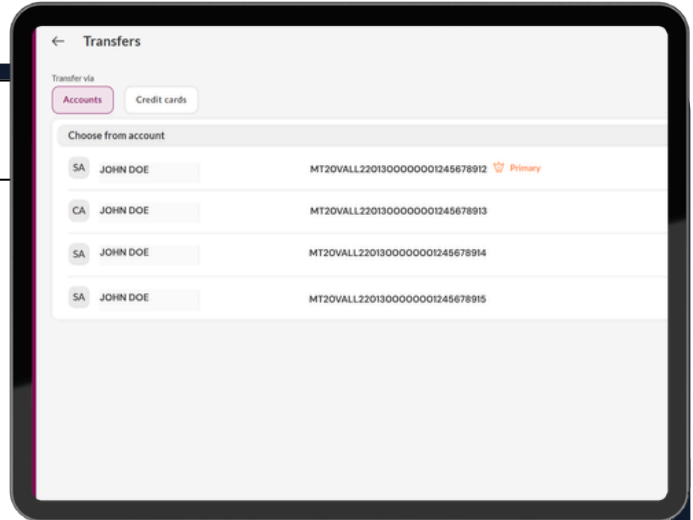 ← Transfers
Transfer via
Accounts Credit cards
Choose from account
SA JOHN DOE MT20VALL22013000000001245678912 Primary
CA JOHN DOE MT20VALL22013000000001245678913
SA JOHN DOE MT20VALL22013000000001245678914
SA JOHN DOE MT20VALL22013000000001245678915